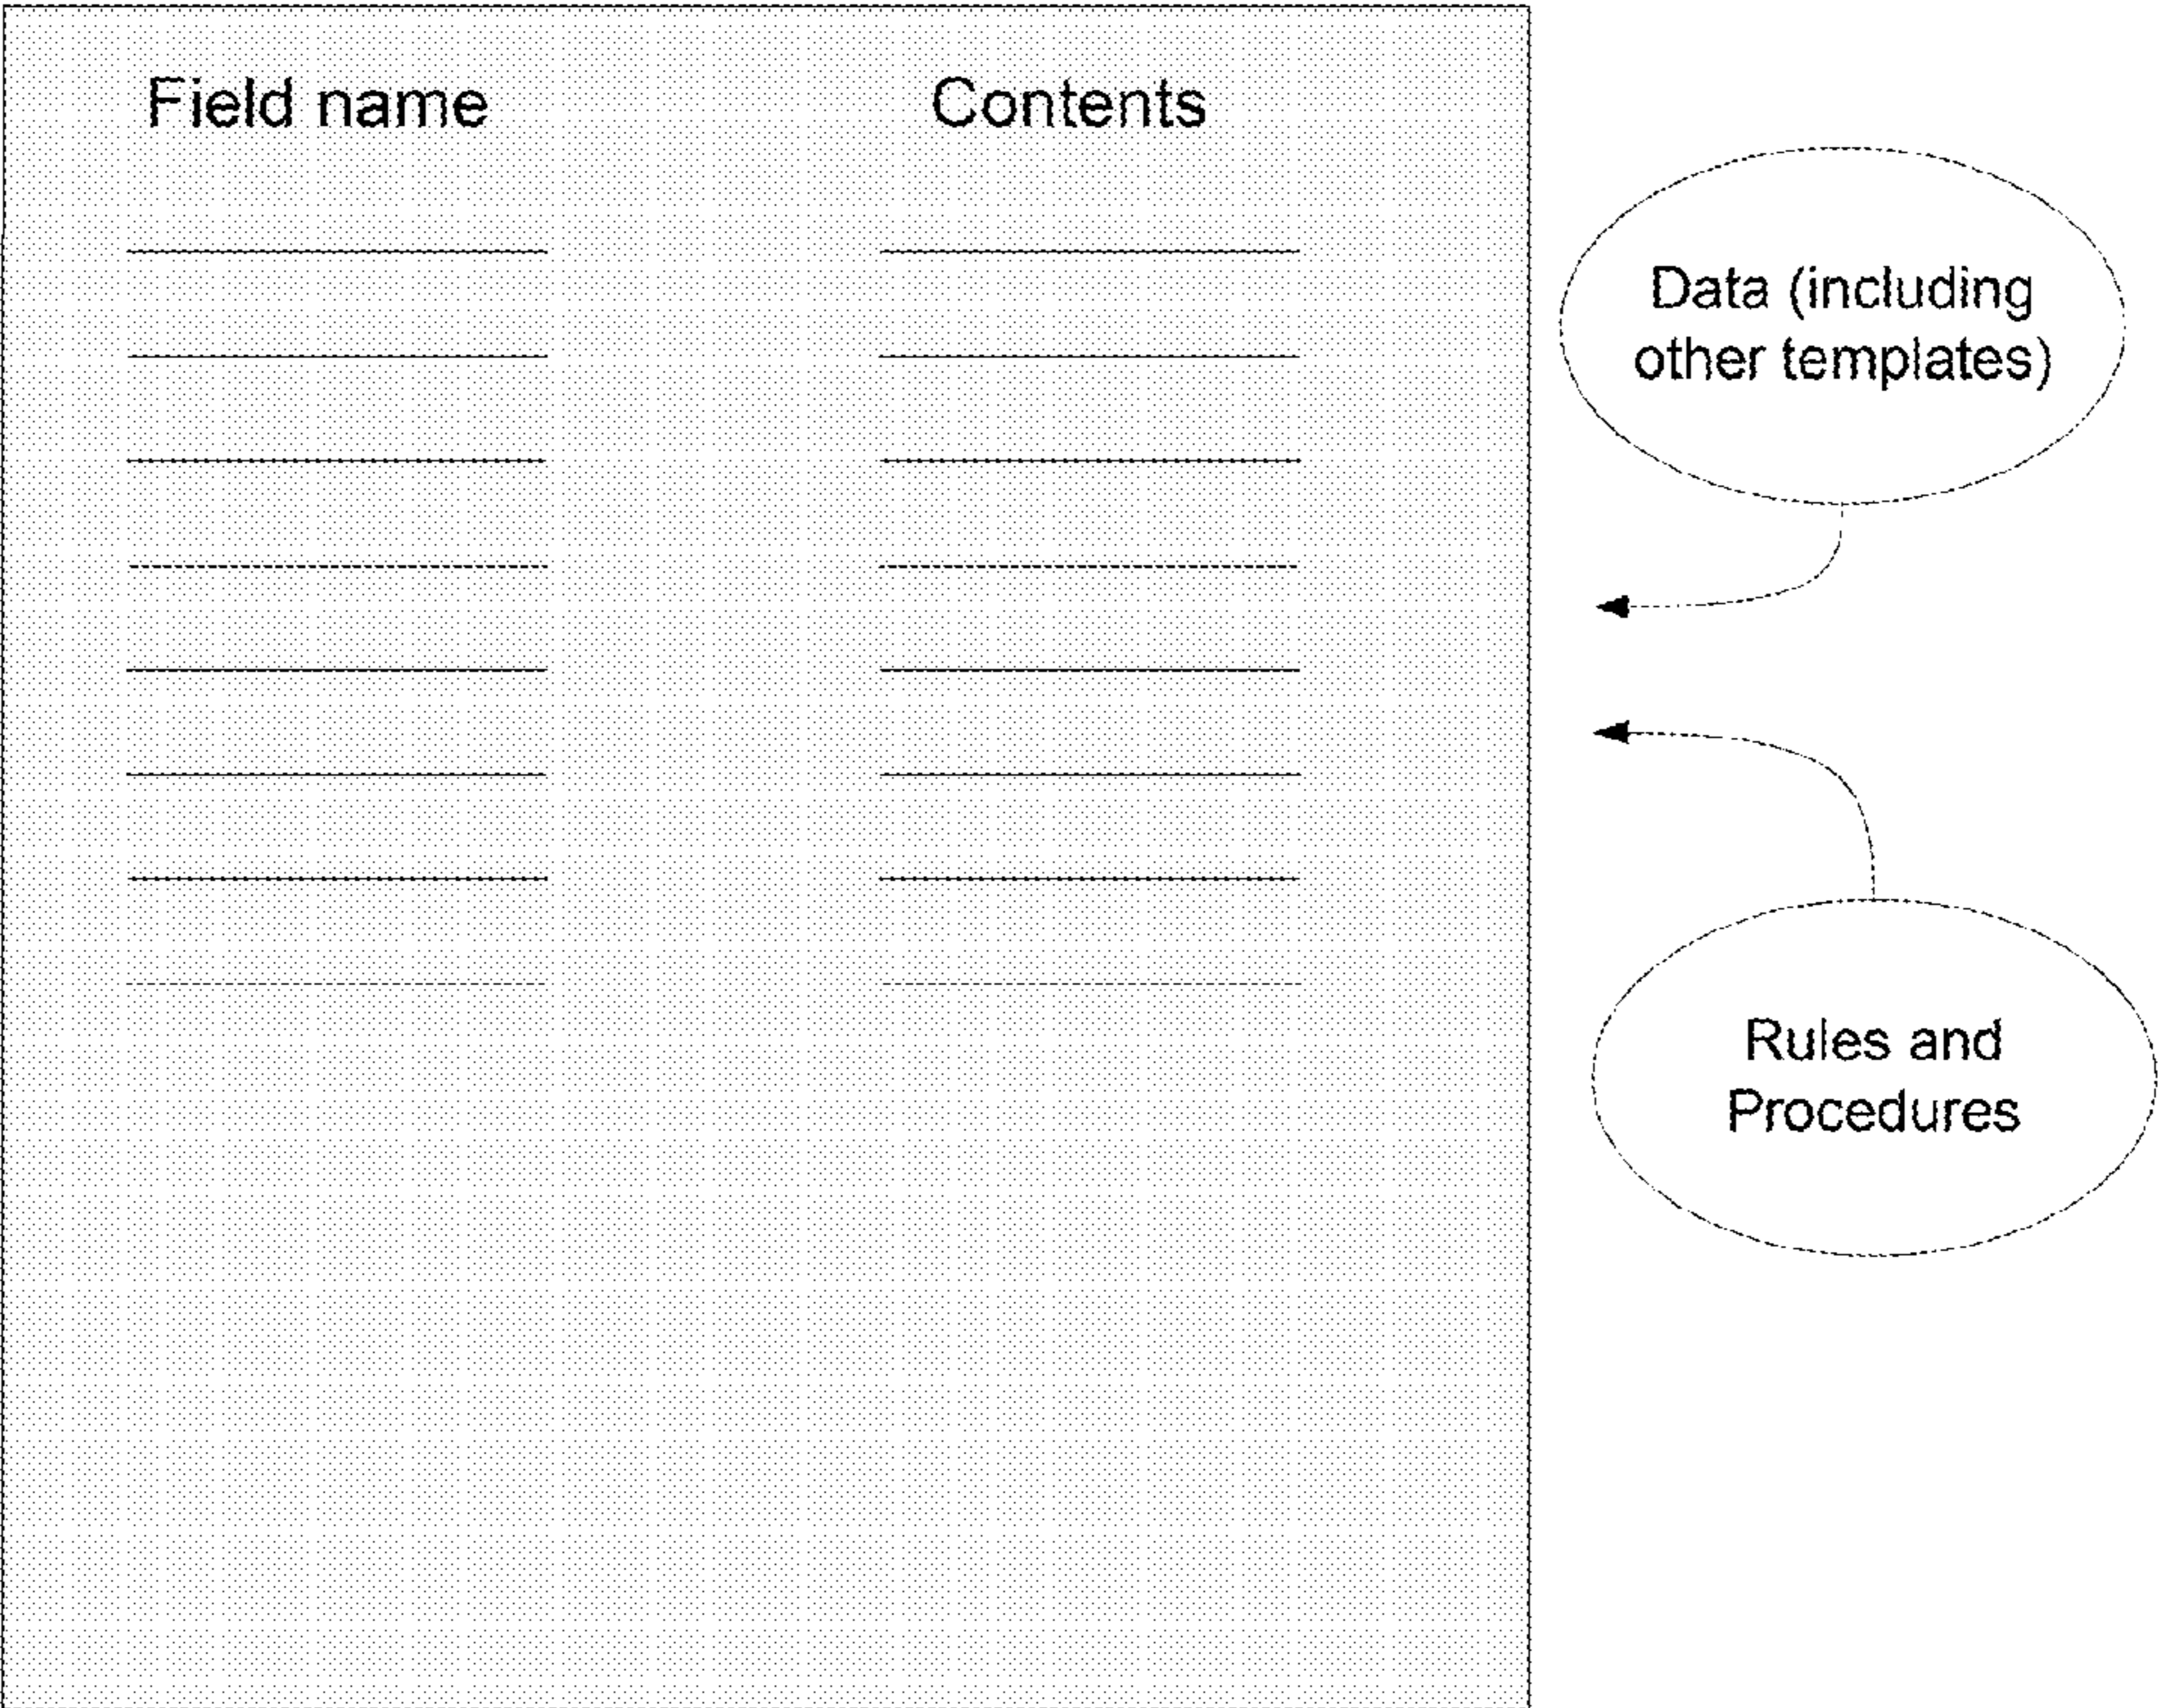 Field name
Contents
Data (including
other templates)
Rules and
Procedures